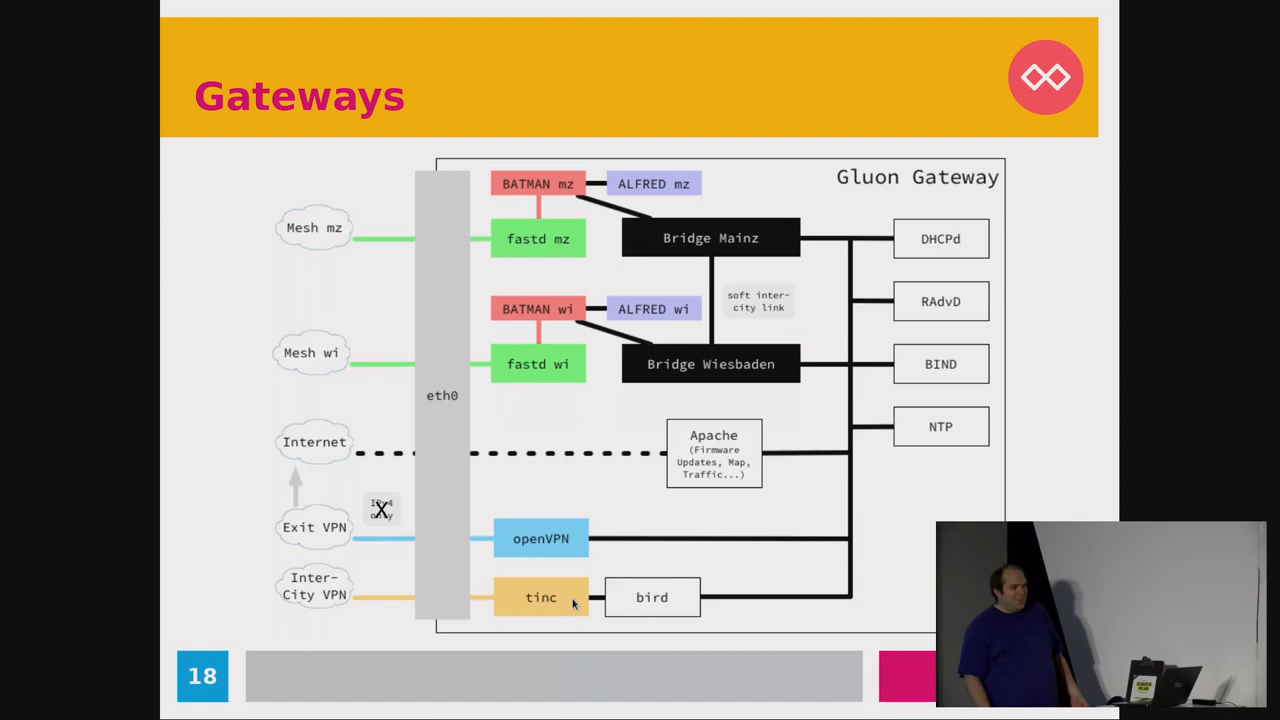 Gateways
Gluon Gateway
BATMAN mz
ALFRED mz
Mesh mz
fastd mz
Bridge Mainz
DHCPd
soft inter-
city link
RAdvD
BATMAN wi
ALFRED wi
Mesh wi
fastd wi
Bridge Wiesbaden
BIND
eth0
NTP
Internet
Apache
(Firmware
Updates, Map,
Traffic...)
X
Exit VPN
openVPN
Inter-
City VPN
tinc
bird
18